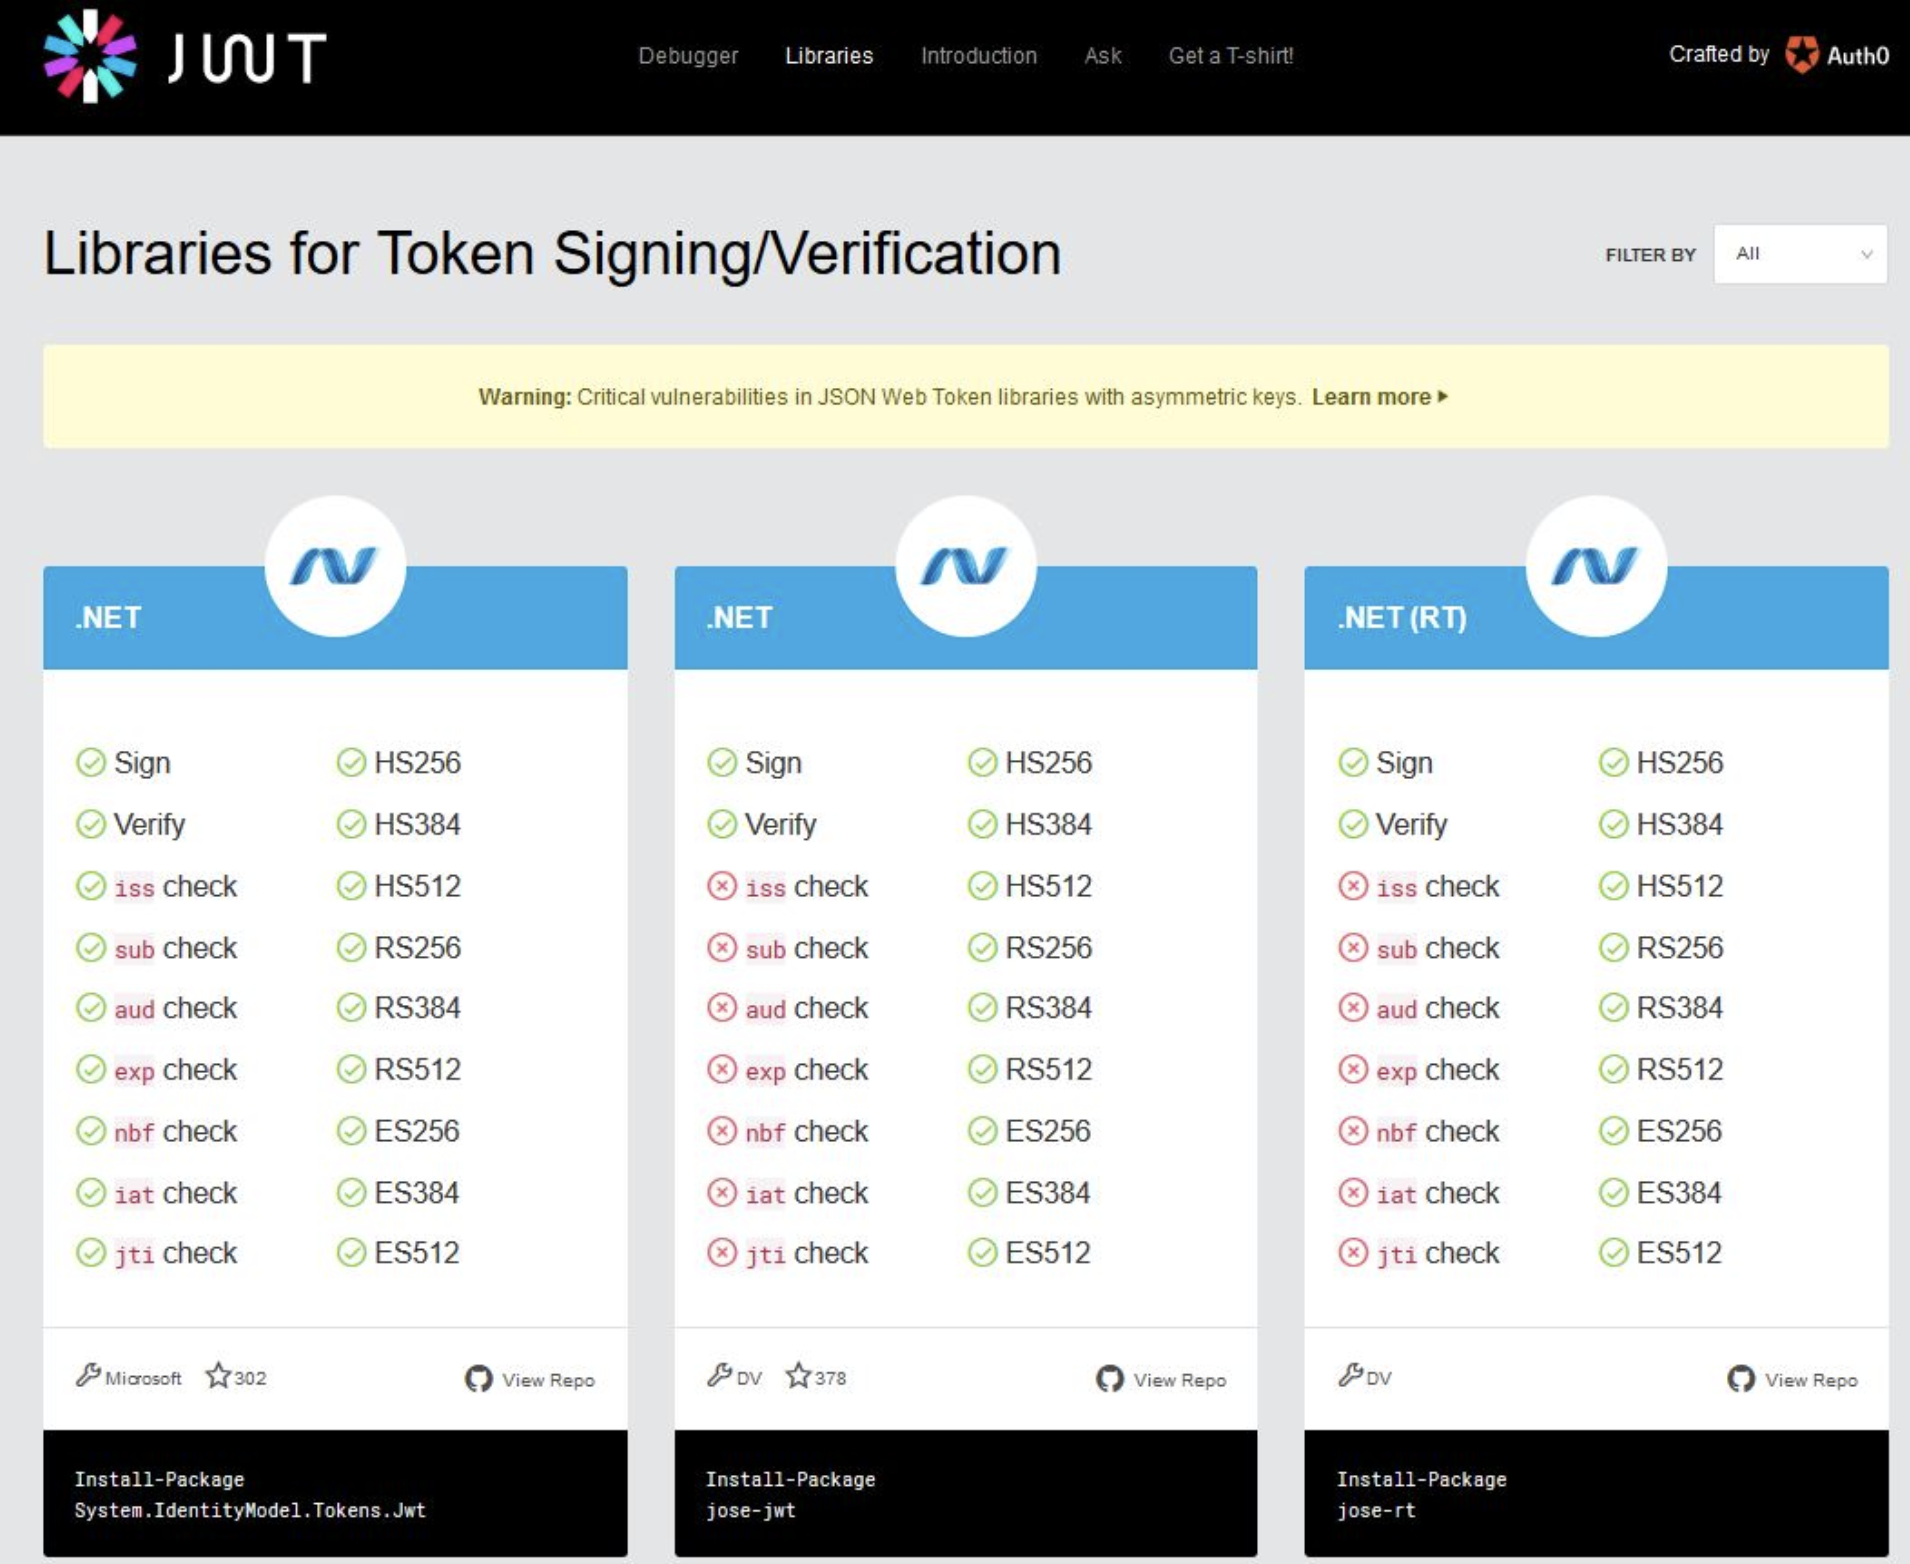 JWT
Debugger Libraries Introduction Ask Get a T-shirt!
Crafted by Auth0
Libraries for Token Signing/Verification
FILTER BY All
Warning: Critical vulnerabilities in JSON Web Token libraries with asymmetric keys. Learn more
.NET
Sign HS256
Verify HS384
iss check HS512
sub check RS256
aud check RS384
exp check RS512
nbf check ES256
iat check ES384
jti check ES512
Microsoft 302 View Repo
Install-Package
System.IdentityModel.Tokens.Jwt
.NET
Sign HS256
Verify HS384
iss check HS512
sub check RS256
aud check RS384
exp check RS512
nbf check ES256
iat check ES384
jti check ES512
DV 378 View Repo
Install-Package
jose-jwt
.NET (RT)
Sign HS256
Verify HS384
iss check HS512
sub check RS256
aud check RS384
exp check RS512
nbf check ES256
iat check ES384
jti check ES512
DV View Repo
Install-Package
jose-rt